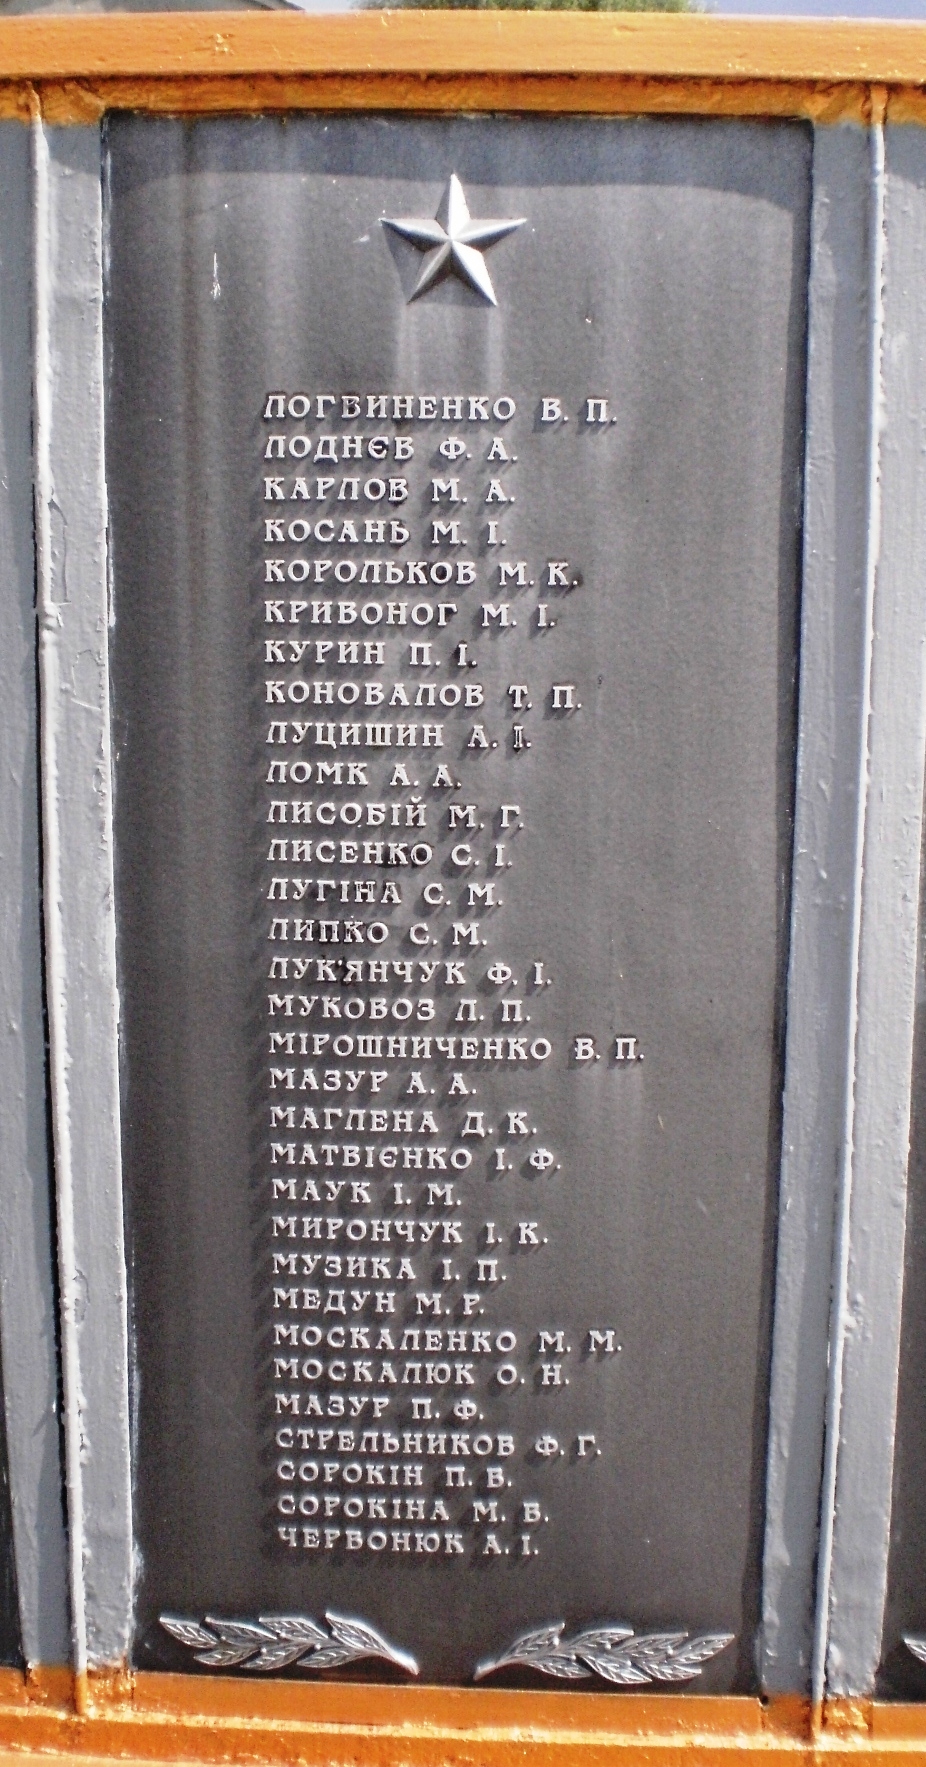 ЛОГВИНЕНКО В. П.
ЛОДНЄВ Ф. А.
КАРЛОВ М. А.
КОСАНЬ М. І.
КОРОЛЬКОВ М. К.
КРИВОНОГ М. І.
КУРИН П. І.
КОНОВАЛОВ Т. П.
ЛУЦИШИН А. І.
ЛОМК А. А.
ЛИСОБІЙ М. Г.
ЛИСЕНКО С. І.
ЛУГІНА С. М.
ЛИПКО С. М.
ЛУК'ЯНЧУК Ф. І.
МУКОВОЗ Л. П.
МІРОШНИЧЕНКО В. П.
МАЗУР А. А.
МАГЛЕНА Д. К.
МАТВІЄНКО І. Ф.
МАУК І. М.
МИРОНЧУК І. К.
МУЗИКА І. П.
МЕДУН М. Р.
МОСКАЛЕНКО М. М.
МОСКАЛЮК О. Н.
МАЗУР П. Ф.
СТРЕЛЬНИКОВ Ф. Г.
СОРОКІН П. В.
СОРОКІНА М. В.
ЧЕРВОНЮК А. І.